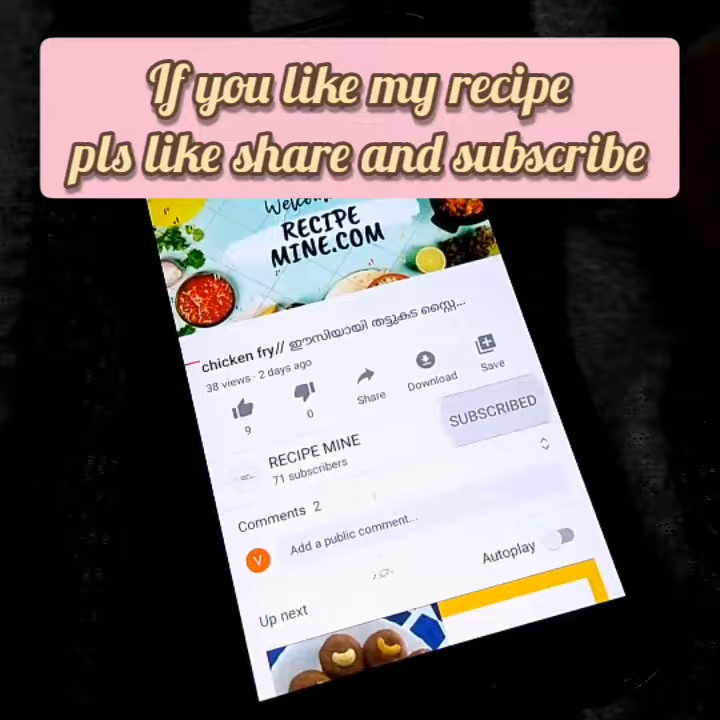 If you like my recipe
pls like share and subscribe
RECIPE
MINE.COM
chicken fry// ഈസിയായി തട്ടുകട സ്റ്റൈ...
38 views · 2 days ago
9
0
Share
Download
Save
SUBSCRIBED
RECIPE MINE
71 subscribers
Comments 2
V
Add a public comment...
Autoplay
Up next